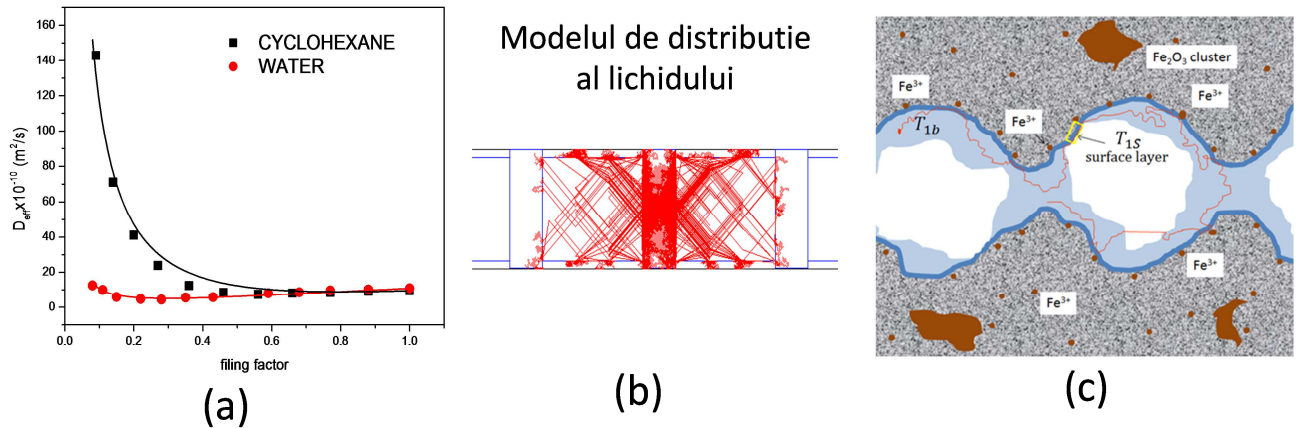 160
140
120
100
80
60
40
20
0
D_eff x10^-10 (m^2/s)
CYCLOHEXANE
WATER
0.0 0.2 0.4 0.6 0.8 1.0
filing factor
(a)
Modelul de distributie
al lichidului
(b)
Fe2O3 cluster
Fe3+
Fe3+
Fe3+
T1b
T1S
surface layer
Fe3+
Fe3+
(c)